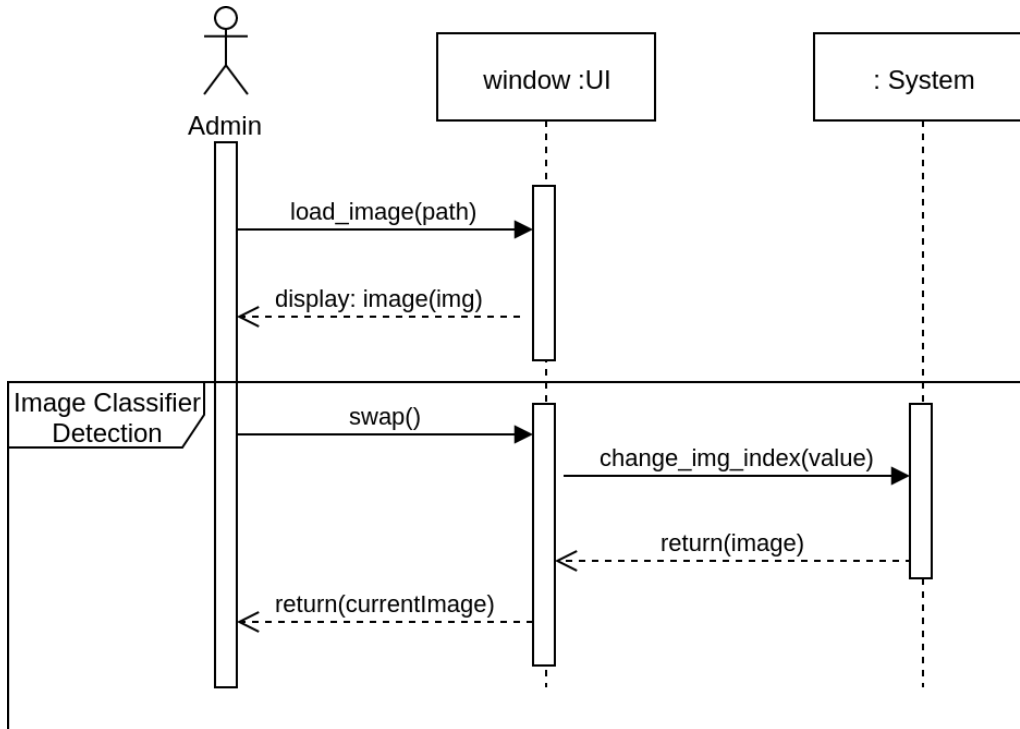 window :UI
: System
Admin
load_image(path)
display: image(img)
Image Classifier
Detection
swap()
change_img_index(value)
return(image)
return(currentImage)